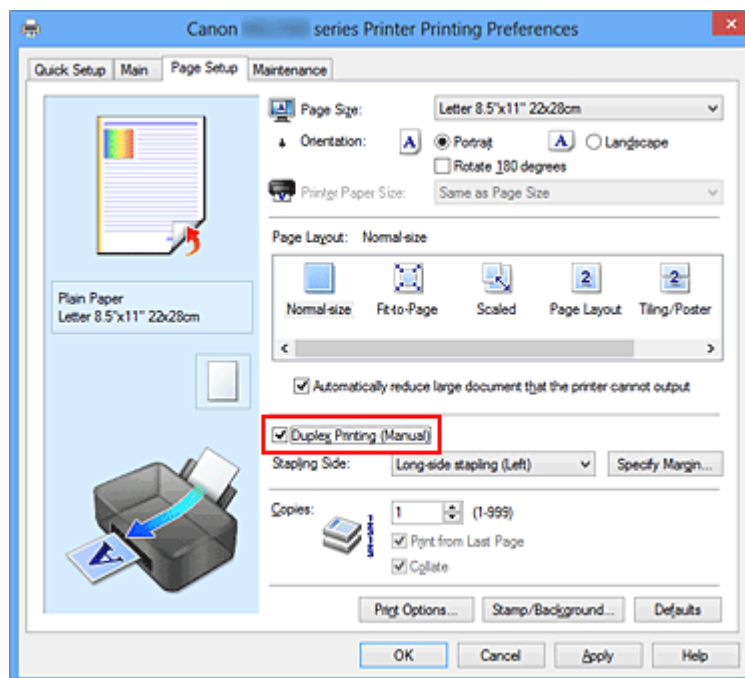 Canon series Printer Printing Preferences
Quick Setup Main Page Setup Maintenance
Page Size: Letter 8.5"x11" 22x28cm
Orientation: A Portrait A Landscape
Rotate 180 degrees
Printer Paper Size: Same as Page Size
Page Layout: Normal-size
2 2
Normal-size Fit-to-Page Scaled Page Layout Tiling/Poster
Plain Paper
Letter 8.5"x11" 22x28cm
Automatically reduce large document that the printer cannot output
Duplex Printing (Manual)
Stapling Side: Long-side stapling (Left) Specify Margin...
Copies: 1 (1-999)
Print from Last Page
Collate
A
Print Options... Stamp/Background... Defaults
OK Cancel Apply Help